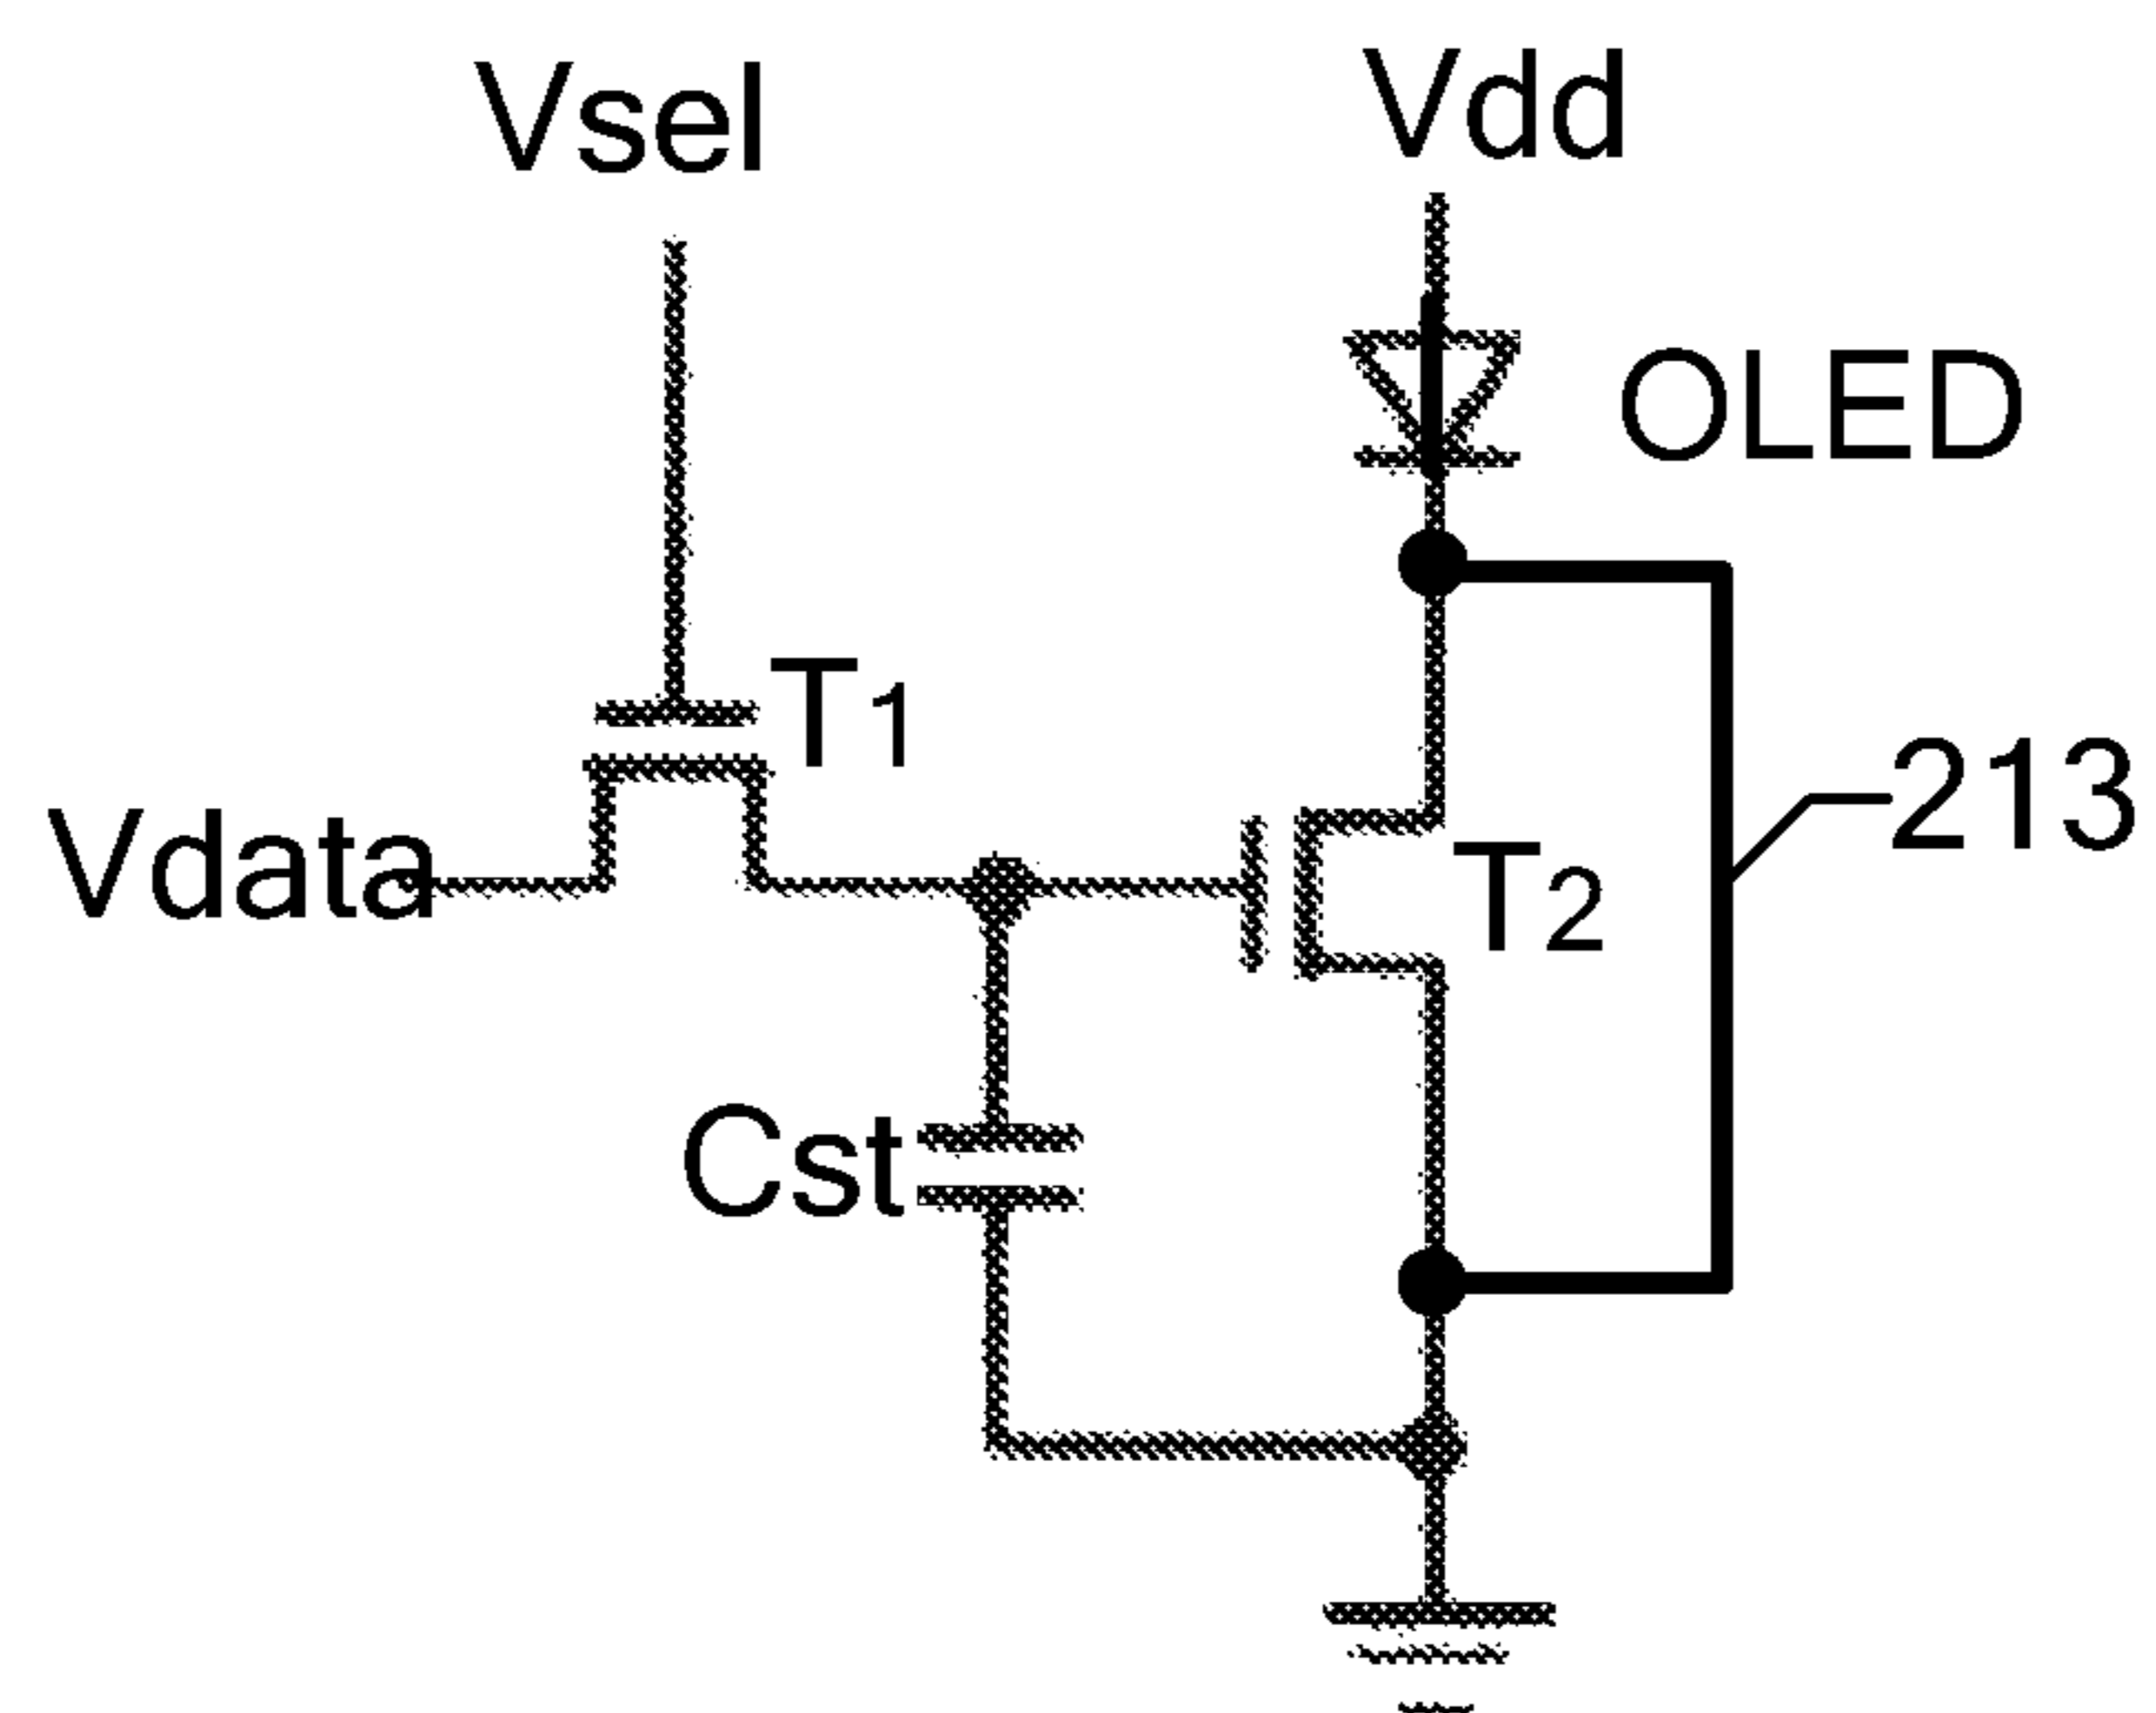 Vsel
Vdd
OLED
T1
Vdata
T2
213
Cst